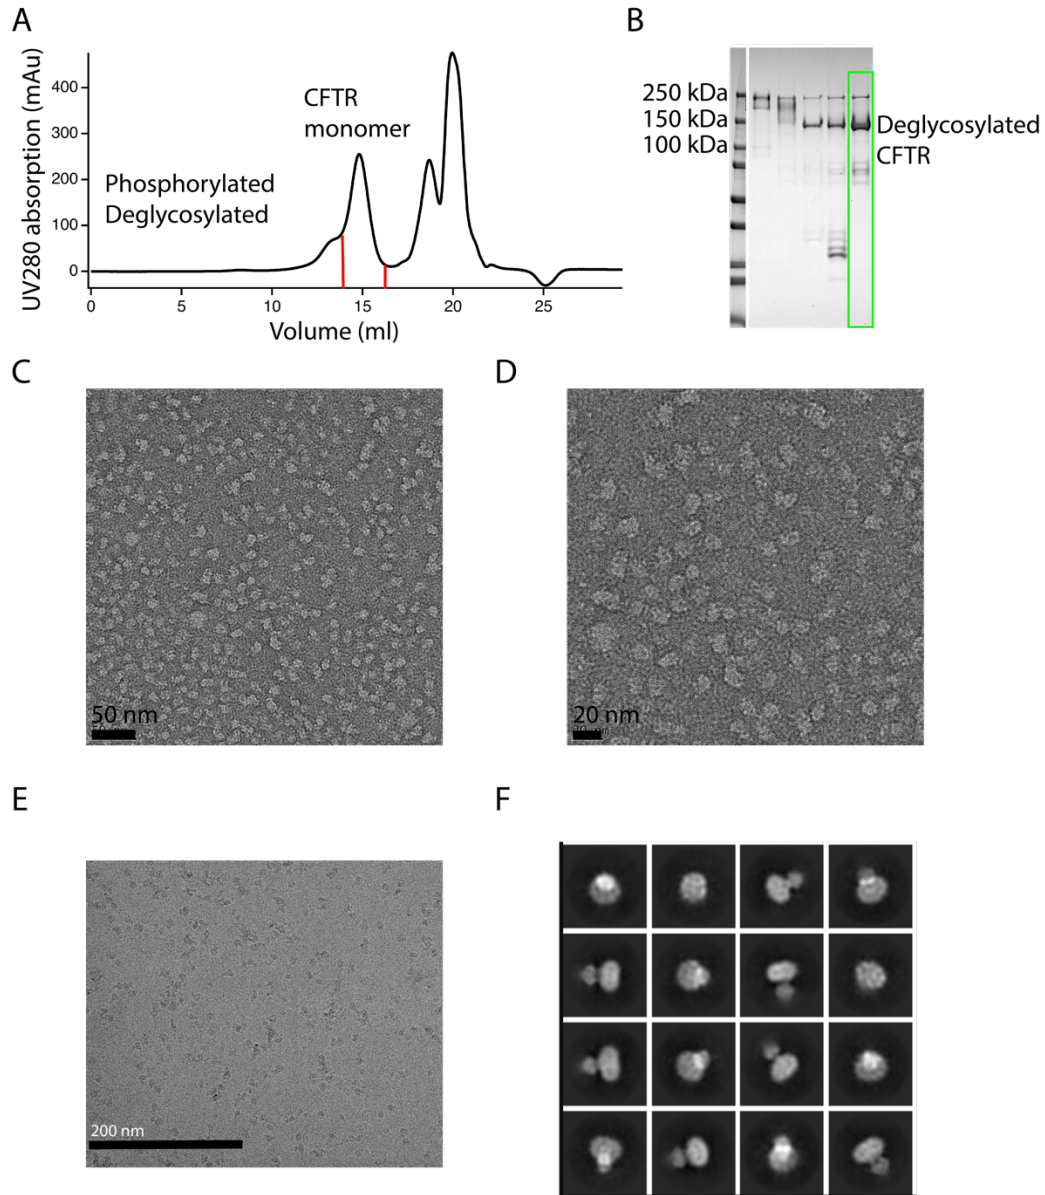 A
UV280 absorption (mAu)
400
300
200
100
0
CFTR
monomer
Phosphorylated
Deglycosylated
0
5
10
15
20
25
Volume (ml)
B
250 kDa
150 kDa
100 kDa
Deglycosylated
CFTR
C
50 nm
D
20 nm
E
200 nm
F